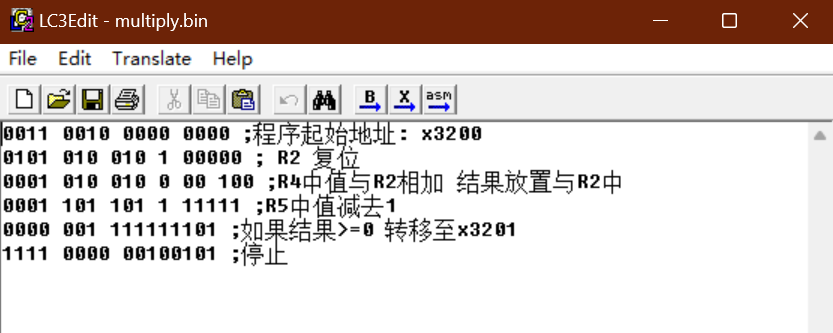 LC3Edit - multiply.bin
File Edit Translate Help
B X asm
0011 0010 0000 0000 ;程序起始地址: x3200
0101 010 010 1 00000 ; R2 复位
0001 010 010 0 00 100 ;R4中值与R2相加 结果放置与R2中
0001 101 101 1 11111 ;R5中值减去1
0000 001 111111101 ;如果结果>=0 转移至x3201
1111 0000 00100101 ;停止